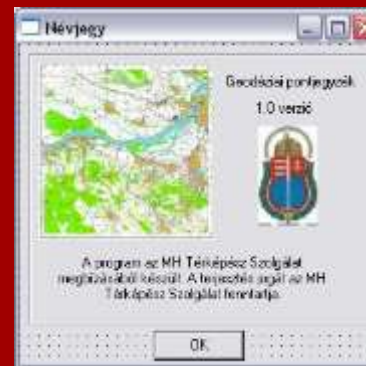 Névjegy
Geodéziai pontjegyzék
1.0 verzió
A program az MH Térképész Szolgálat
megbízásából készült. A terjesztés jogát az MH
Térképész Szolgálat fenntartja.
OK